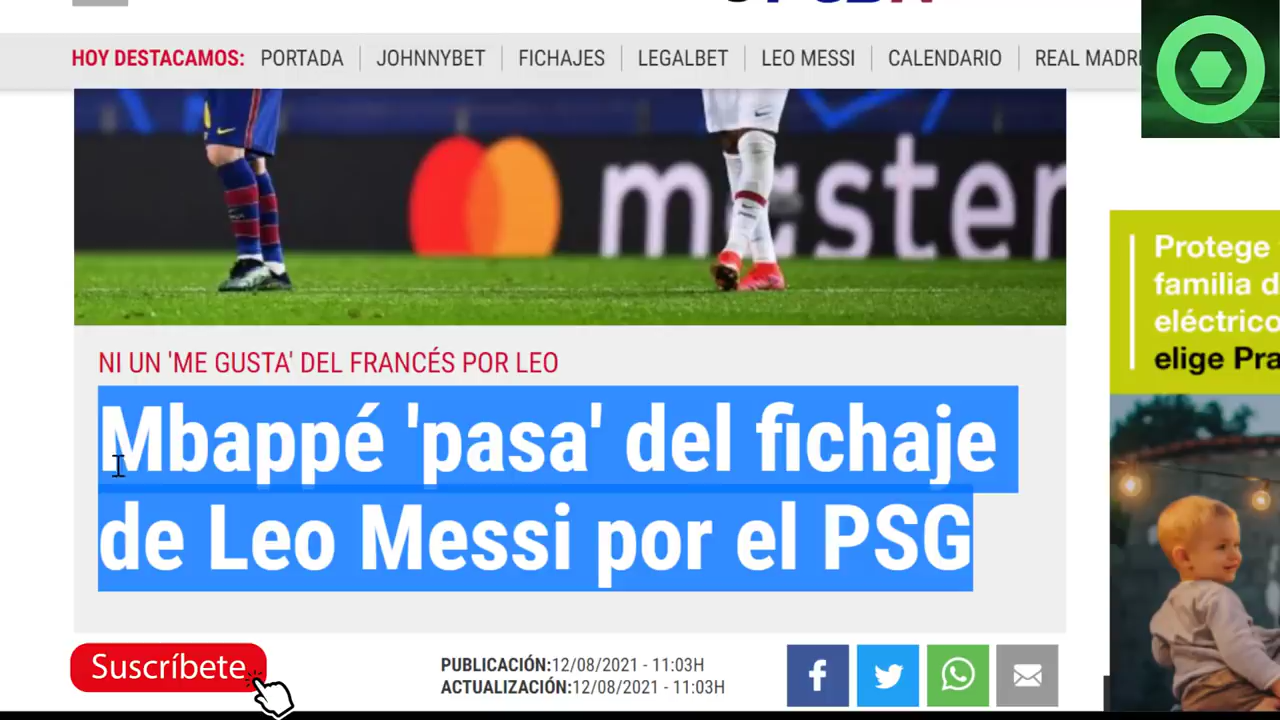 HOY DESTACAMOS: PORTADA JOHNNYBET FICHAJES LEGALBET LEO MESSI CALENDARIO REAL MADRI
master
Protege
familia d
eléctrico
elige Pra
NI UN 'ME GUSTA' DEL FRANCÉS POR LEO
Mbappé 'pasa' del fichaje
de Leo Messi por el PSG
Suscríbete
PUBLICACIÓN:12/08/2021 - 11:03H
ACTUALIZACIÓN:12/08/2021 - 11:03H